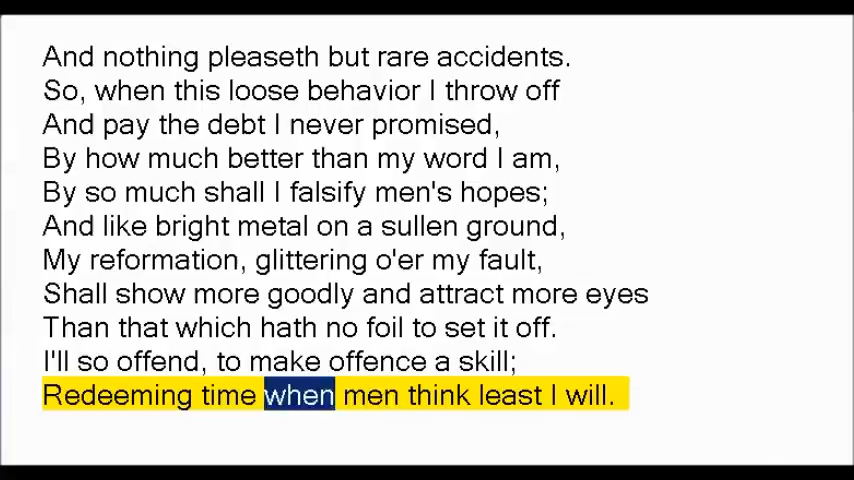 And nothing pleaseth but rare accidents.
So, when this loose behavior I throw off
And pay the debt I never promised,
By how much better than my word I am,
By so much shall I falsify men's hopes;
And like bright metal on a sullen ground,
My reformation, glittering o'er my fault,
Shall show more goodly and attract more eyes
Than that which hath no foil to set it off.
I'll so offend, to make offence a skill;
Redeeming time when men think least I will.